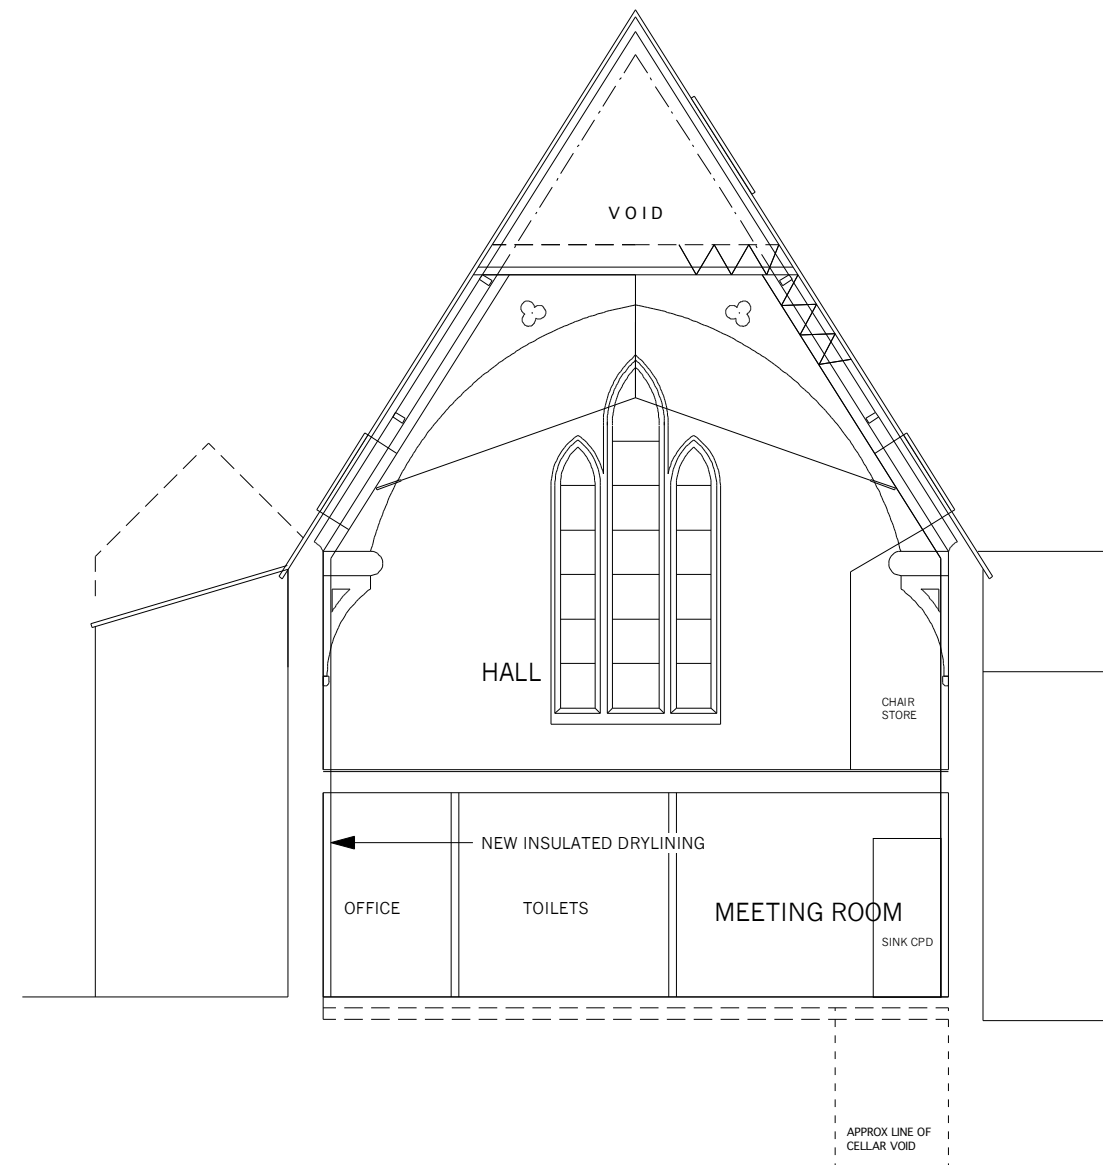 VOID
HALL
CHAIR
STORE
NEW INSULATED DRYLINING
OFFICE
TOILETS
MEETING ROOM
SINK CPD
APPROX LINE OF
CELLAR VOID